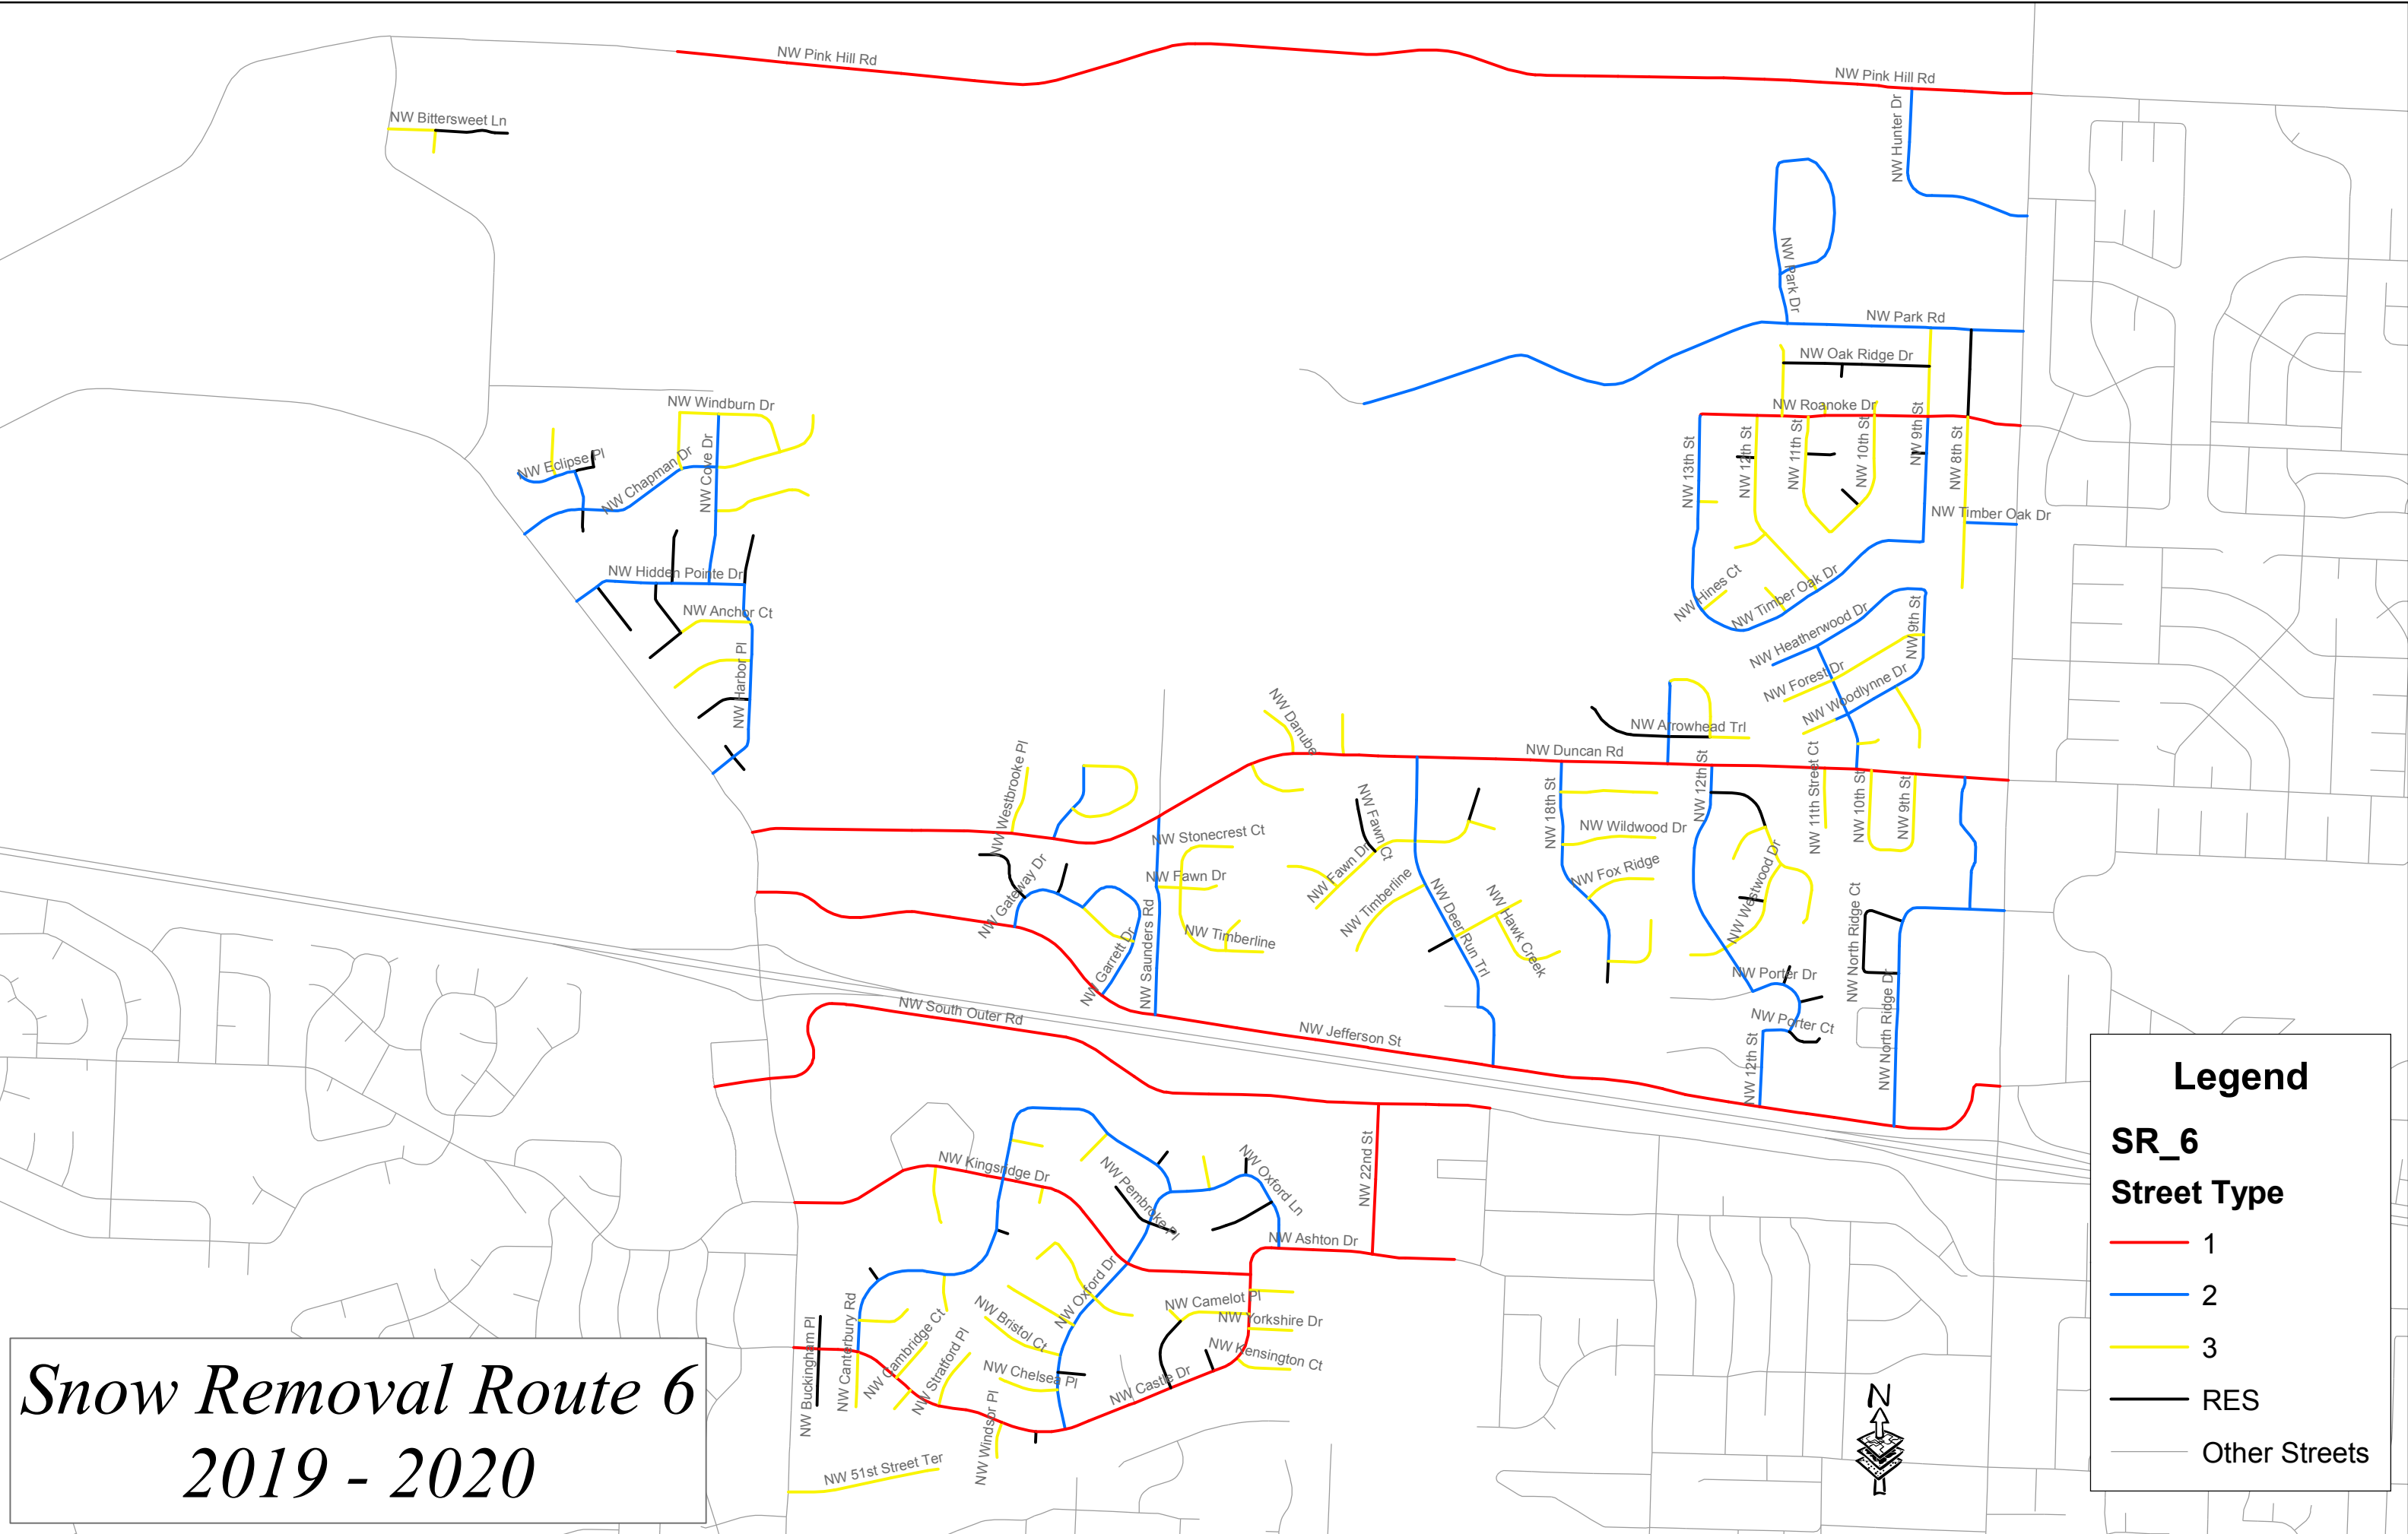 NW Pink Hill Rd
NW Pink Hill Rd
NW Bittersweet Ln
NW Hunter Dr
NW Park Dr
NW Park Rd
NW Oak Ridge Dr
NW Roanoke Dr
NW Windburn Dr
NW Eclipse Pl
NW Chapman Dr
NW Cove Dr
NW 13th St
NW 12th St
NW 11th St
NW 10th St
NW 9th St
NW 8th St
NW Timber Oak Dr
NW Hidden Pointe Dr
NW Anchor Ct
NW Harbor Pl
NW Hines Ct
NW Timber Oak Dr
NW Heatherwood Dr
NW 9th St
NW Forest Dr
NW Woodlynne Dr
NW Danube
NW Arrowhead Trl
NW Duncan Rd
NW Westbrooke Pl
NW Stonecrest Ct
NW Fawn Dr
NW Fawn Ct
NW Fawn Dr
NW Timberline
NW 18th St
NW Wildwood Dr
NW Fox Ridge
NW 12th St
NW Westwood Dr
NW 11th Street Ct
NW 10th St
NW 9th St
NW Gateway Dr
NW Garrett Dr
NW Saunders Rd
NW Timberline
NW Deer Run Trl
NW Hawk Creek
NW Porter Dr
NW Porter Ct
NW 12th St
NW North Ridge Ct
NW North Ridge Dr
NW South Outer Rd
NW Jefferson St
NW Kingsridge Dr
NW Pembroke Pl
NW Oxford Ln
NW 22nd St
NW Ashton Dr
NW Oxford Dr
NW Camelot Pl
NW Yorkshire Dr
NW Kensington Ct
NW Castle Dr
NW Buckingham Pl
NW Canterbury Rd
NW Cambridge Ct
NW Stratford Pl
NW Bristol Ct
NW Chelsea Pl
NW Windsor Pl
NW 51st Street Ter
Snow Removal Route 6
2019 - 2020
Legend
SR_6
Street Type
1
2
3
RES
Other Streets
N